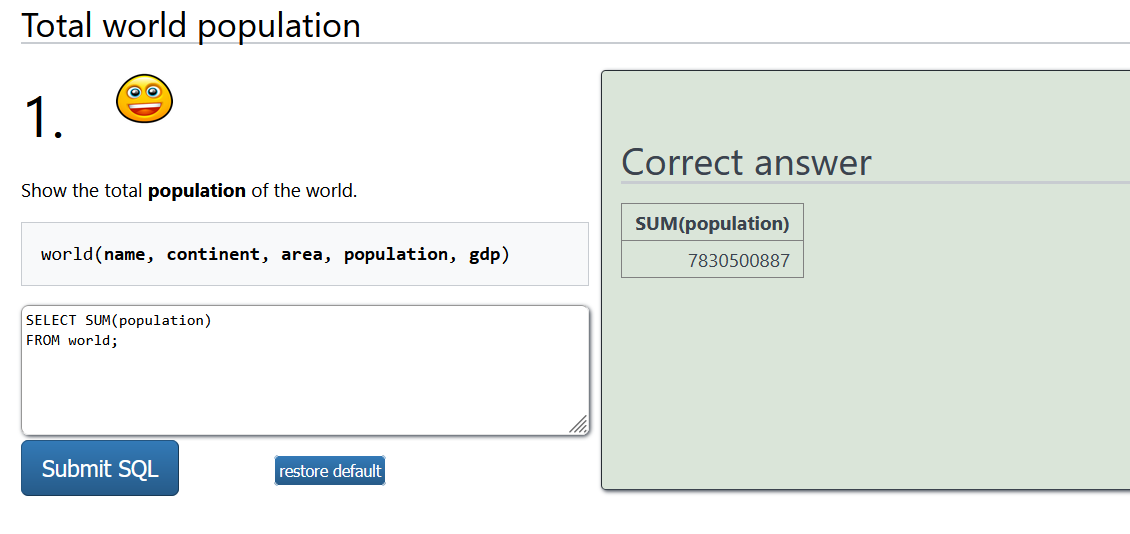 Total world population
1.
Show the total population of the world.
world(name, continent, area, population, gdp)
SELECT SUM(population)
FROM world;
Submit SQL
restore default
Correct answer
SUM(population)
7830500887